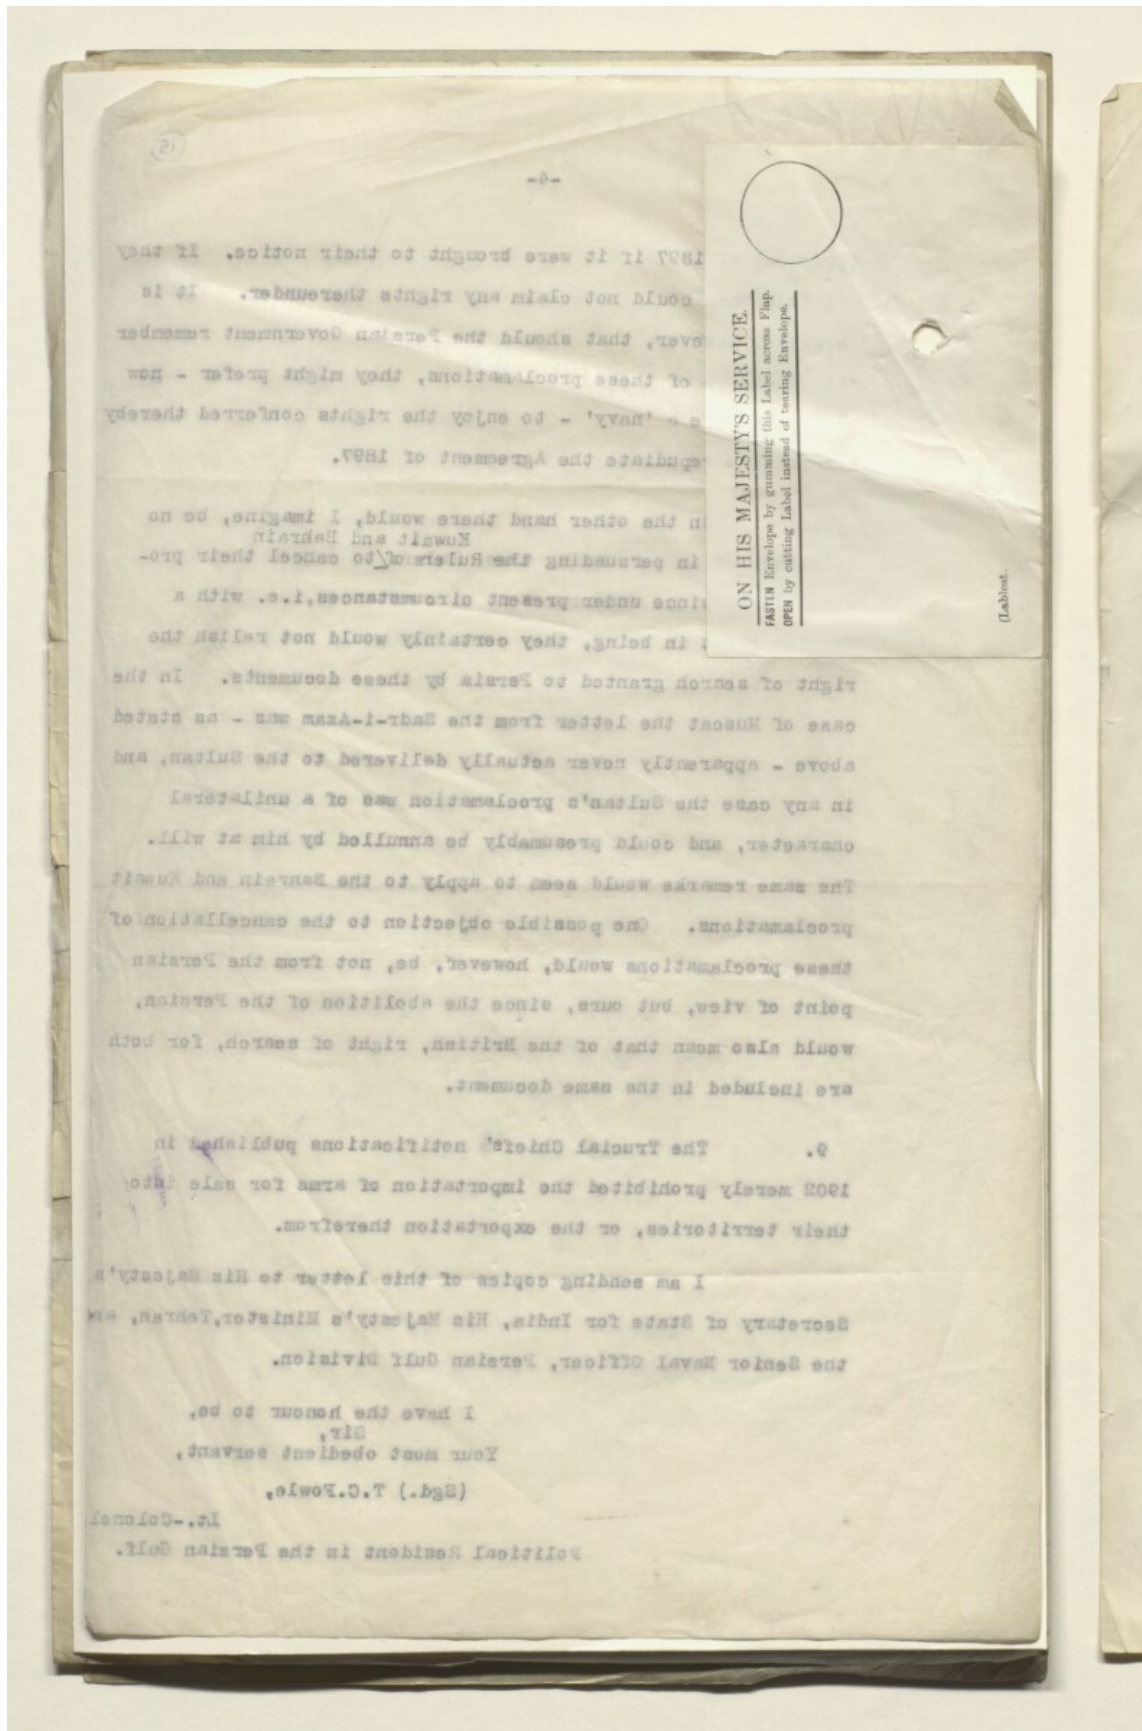 (15)
-4-
1897 if it were brought to their notice. If they
could not claim any rights thereunder. It is
ever, that should the Persian Government remember
of these proclamations, they might prefer - now
e a 'navy' - to enjoy the rights conferred thereby
epudiate the Agreement of 1897.
n the other hand there would, I imagine, be no
Kuwait and Bahrain
in persuading the Rulers of/to cancel their pro-
since under present circumstances,i.e. with a
in being, they certainly would not relish the
right of search granted to Persia by these documents. In the
case of Muscat the letter from the Sadr-i-Azam was - as stated
above - apparently never actually delivered to the Sultan, and
in any case the Sultan's proclamation was of a unilateral
character, and could presumably be annulled by him at will.
The same remarks would seem to apply to the Bahrain and Kuwait
proclamations. One possible objection to the cancellation of
these proclamations would, however, be, not from the Persian
point of view, but ours, since the abolition of the Persian,
would also mean that of the British, right of search, for both
are included in the same document.
9. The Trucial Chiefs' notifications published in
1902 merely prohibited the importation of arms for sale into
their territories, or the exportation therefrom.
I am sending copies of this letter to His Majesty's
Secretary of State for India, His Majesty's Minister,Tehran, and
the Senior Naval Officer, Persian Gulf Division.
I have the honour to be,
Sir,
Your most obedient servant,
(Sgd.) T.C.Fowle,
Lt.-Colonel
Political Resident in the Persian Gulf.
ON HIS MAJESTY'S SERVICE.
FASTEN Envelope by gumming this Label across Flap.
OPEN by cutting Label instead of tearing Envelope.
(Lablest.